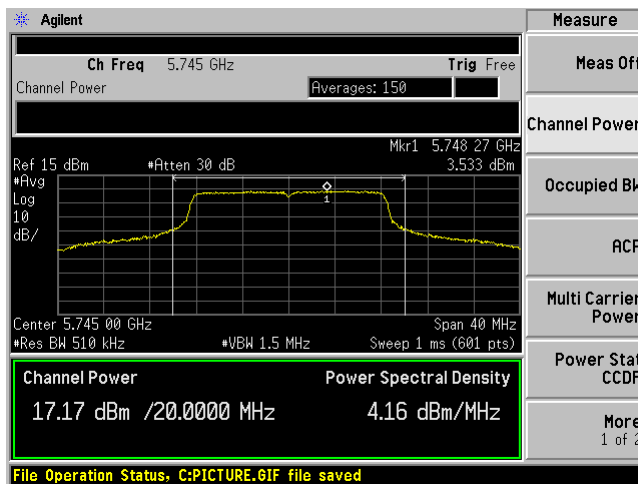 Agilent
Measure
Ch Freq 5.745 GHz Trig Free
Channel Power Averages: 150
Mkr1 5.748 27 GHz
Ref 15 dBm #Atten 30 dB 3.533 dBm
#Avg
Log
10
dB/
1
Center 5.745 00 GHz Span 40 MHz
#Res BW 510 kHz #VBW 1.5 MHz Sweep 1 ms (601 pts)
Channel Power Power Spectral Density
17.17 dBm /20.0000 MHz 4.16 dBm/MHz
File Operation Status, C:PICTURE.GIF file saved
Meas Off
Channel Power
Occupied BW
ACP
Multi Carrier
Power
Power Stat
CCDF
More
1 of 2